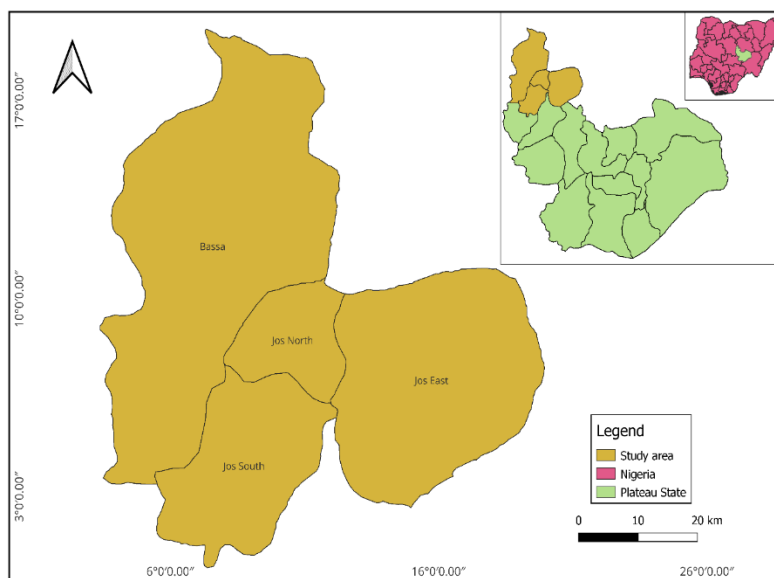 17°0'0.00"
10°0'0.00"
3°0'0.00"
Bassa
Jos North
Jos East
Jos South
Legend
Study area
Nigeria
Plateau State
0 10 20 km
6°0'0.00" 16°0'0.00" 26°0'0.00"